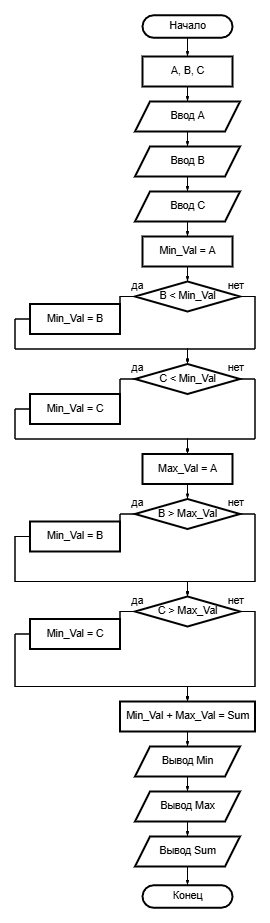 Начало
A, B, C
Ввод A
Ввод B
Ввод C
Min_Val = A
да
B < Min_Val
нет
Min_Val = B
да
C < Min_Val
нет
Min_Val = C
Max_Val = A
да
B > Max_Val
нет
Min_Val = B
да
C > Max_Val
нет
Min_Val = C
Min_Val + Max_Val = Sum
Вывод Min
Вывод Max
Вывод Sum
Конец